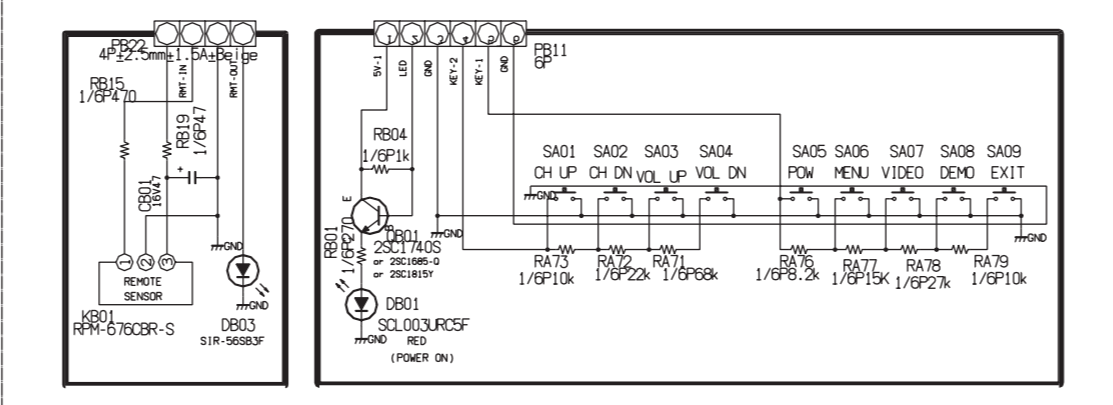 PB22
4P±2.5mm±1.5A±Beige
RB15
1/6P470
RMT-IN
RMT-OUT
RB19
1/6P47
+
CB01
16V47
GND
1 2 3
REMOTE
SENSOR
GND
KB01
RPM-676CBR-S
DB03
SIR-56SB3F
1 2 3 4 5 6
PB11
6P
5V-1
LED
GND
KEY-2
KEY-1
GND
RB04
1/6P1k
SA01 SA02 SA03 SA04 SA05 SA06 SA07 SA08 SA09
CH UP CH DN VOL UP VOL DN POW MENU VIDEO DEMO EXIT
GND
E
B
QB01
2SC1740S
or 2SC1685-Q
or 2SC1815Y
RB01
1/6P270
GND
GND
RA73 RA72 RA71 RA76 RA77 RA78 RA79
1/6P10k 1/6P22k 1/6P68k 1/6P8.2k 1/6P15K 1/6P27k 1/6P10k
DB01
SCL003URC5F
GND
RED
(POWER ON)